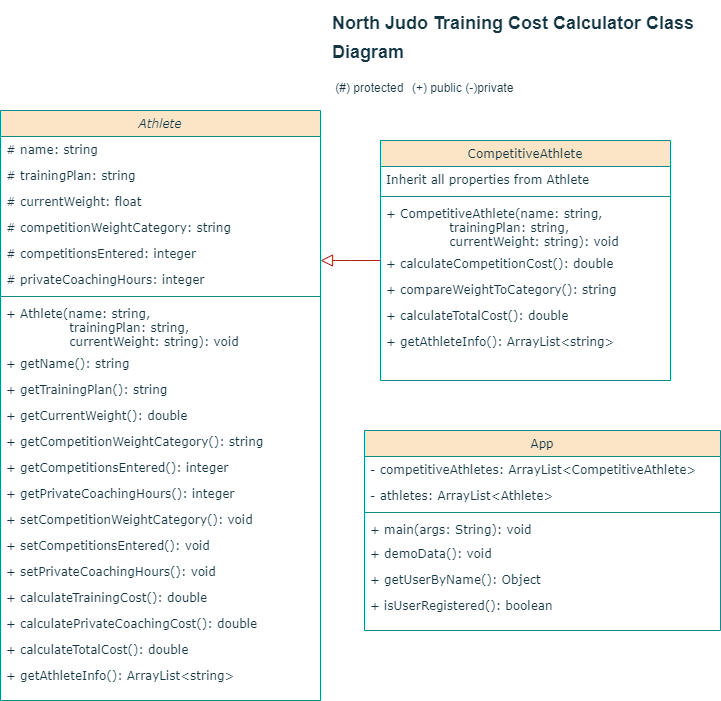 North Judo Training Cost Calculator Class
Diagram
(#) protected (+) public (-)private
Athlete
# name: string
# trainingPlan: string
# currentWeight: float
# competitionWeightCategory: string
# competitionsEntered: integer
# privateCoachingHours: integer
+ Athlete(name: string,
trainingPlan: string,
currentWeight: string): void
+ getName(): string
+ getTrainingPlan(): string
+ getCurrentWeight(): double
+ getCompetitionWeightCategory(): string
+ getCompetitionsEntered(): integer
+ getPrivateCoachingHours(): integer
+ setCompetitionWeightCategory(): void
+ setCompetitionsEntered(): void
+ setPrivateCoachingHours(): void
+ calculateTrainingCost(): double
+ calculatePrivateCoachingCost(): double
+ calculateTotalCost(): double
+ getAthleteInfo(): ArrayList<string>
CompetitiveAthlete
Inherit all properties from Athlete
+ CompetitiveAthlete(name: string,
trainingPlan: string,
currentWeight: string): void
+ calculateCompetitionCost(): double
+ compareWeightToCategory(): string
+ calculateTotalCost(): double
+ getAthleteInfo(): ArrayList<string>
App
- competitiveAthletes: ArrayList<CompetitiveAthlete>
- athletes: ArrayList<Athlete>
+ main(args: String): void
+ demoData(): void
+ getUserByName(): Object
+ isUserRegistered(): boolean